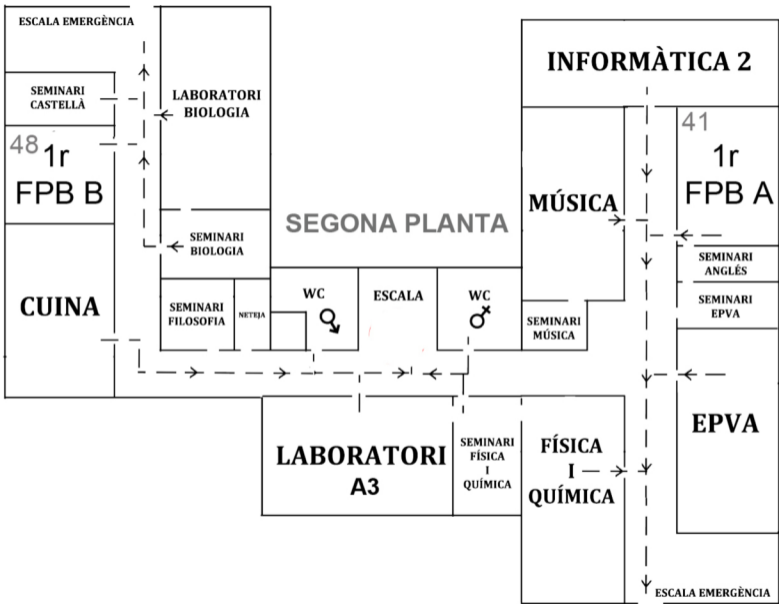 ESCALA EMERGÈNCIA
SEMINARI
CASTELLÀ
48
1r
FPB B
CUINA
LABORATORI
BIOLOGIA
SEMINARI
BIOLOGIA
SEMINARI
FILOSOFIA
NETEJA
SEGONA PLANTA
WC
ESCALA
WC
INFORMÀTICA 2
MÚSICA
SEMINARI
MÚSICA
41
1r
FPB A
SEMINARI
ANGLÉS
SEMINARI
EPVA
EPVA
LABORATORI
A3
SEMINARI
FÍSICA
I
QUÍMICA
FÍSICA
I
QUÍMICA
ESCALA EMERGÈNCIA